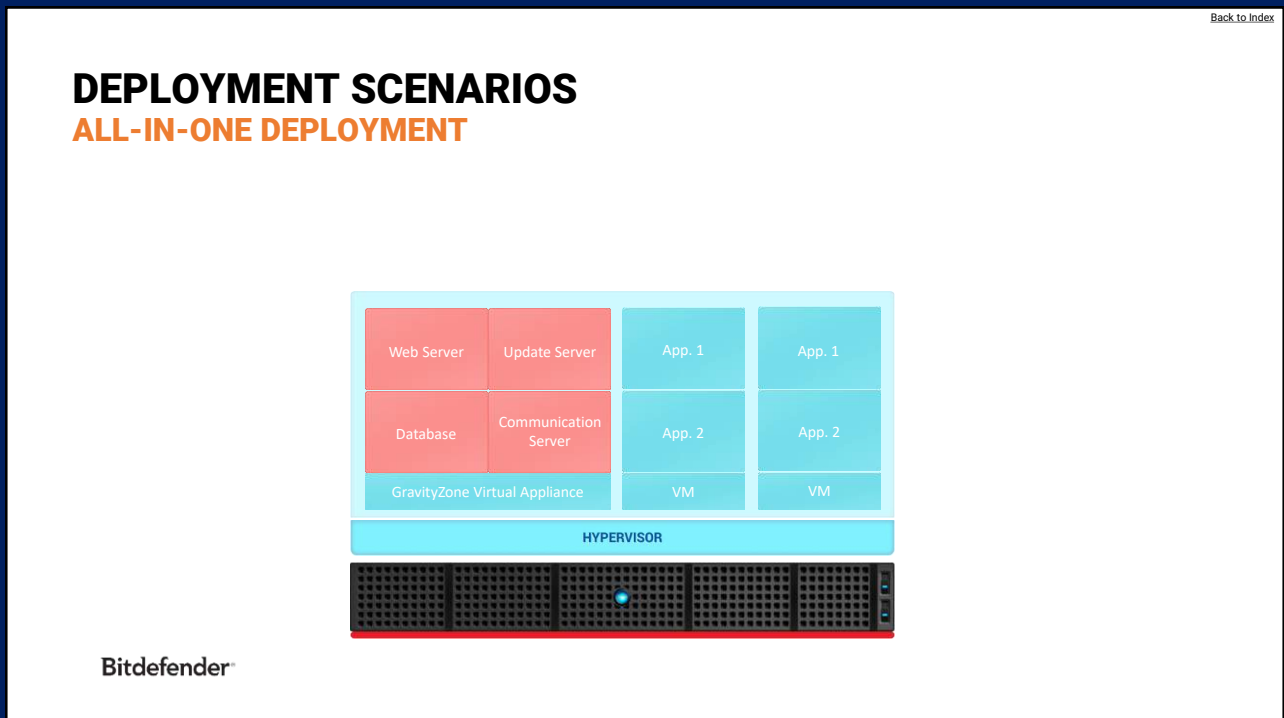 Back to Index
DEPLOYMENT SCENARIOS
ALL-IN-ONE DEPLOYMENT
Web Server
Update Server
App. 1
App. 1
Database
Communication
Server
App. 2
App. 2
GravityZone Virtual Appliance
VM
VM
HYPERVISOR
Bitdefender®